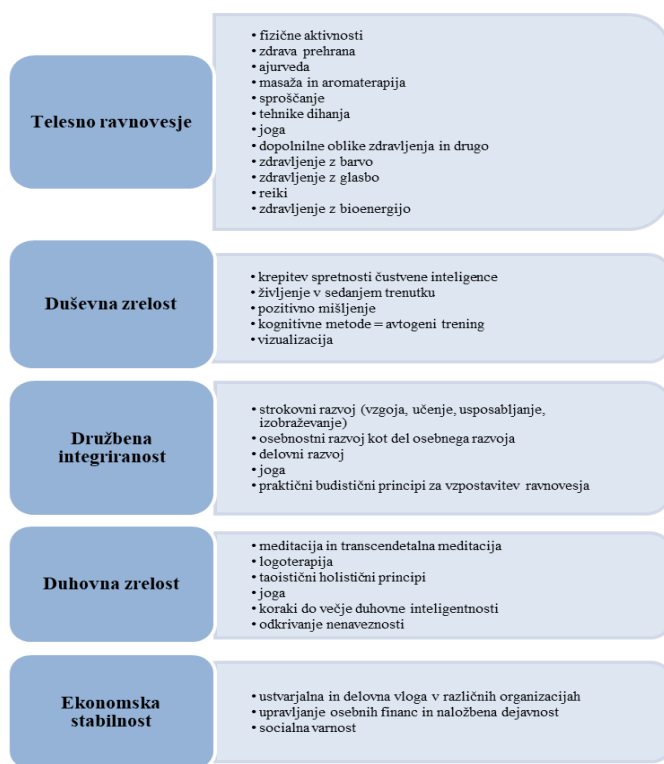 Telesno ravnovesje
• fizične aktivnosti
• zdrava prehrana
• ajurveda
• masaža in aromaterapija
• sproščanje
• tehnike dihanja
• joga
• dopolnilne oblike zdravljenja in drugo
• zdravljenje z barvo
• zdravljenje z glasbo
• reiki
• zdravljenje z bioenergijo
Duševna zrelost
• krepitev spretnosti čustvene inteligence
• življenje v sedanjem trenutku
• pozitivno mišljenje
• kognitivne metode = avtogeni trening
• vizualizacija
Družbena
integriranost
• strokovni razvoj (vzgoja, učenje, usposabljanje,
izobraževanje)
• osebnostni razvoj kot del osebnega razvoja
• delovni razvoj
• joga
• praktični budistični principi za vzpostavitev ravnovesja
Duhovna zrelost
• meditacija in transcendetalna meditacija
• logoterapija
• taoistični holistični principi
• joga
• koraki do večje duhovne inteligentnosti
• odkrivanje nenaveznosti
Ekonomska
stabilnost
• ustvarjalna in delovna vloga v različnih organizacijah
• upravljanje osebnih financ in naložbena dejavnost
• socialna varnost